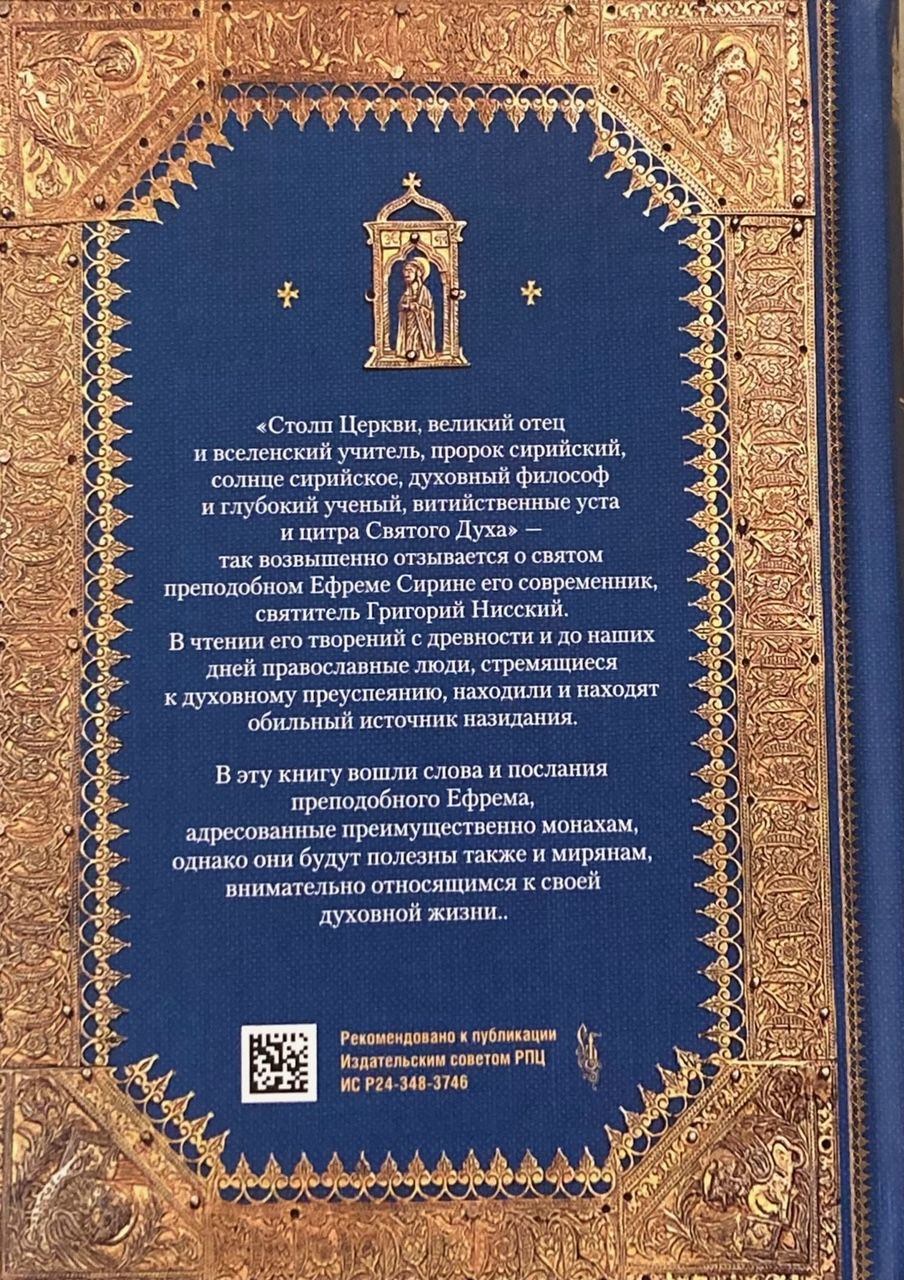 «Столп Церкви, великий отец
и вселенский учитель, пророк сирийский,
солнце сирийское, духовный философ
и глубокий ученый, витийственные уста
и цитра Святого Духа» —
так возвышенно отзывается о святом
преподобном Ефреме Сирине его современник,
святитель Григорий Нисский.
В чтении его творений с древности и до наших
дней православные люди, стремящиеся
к духовному преуспеянию, находили и находят
обильный источник назидания.
В эту книгу вошли слова и послания
преподобного Ефрема,
адресованные преимущественно монахам,
однако они будут полезны также и мирянам,
внимательно относящимся к своей
духовной жизни..
Рекомендовано к публикации
Издательским советом РПЦ
ИС Р24-348-3746